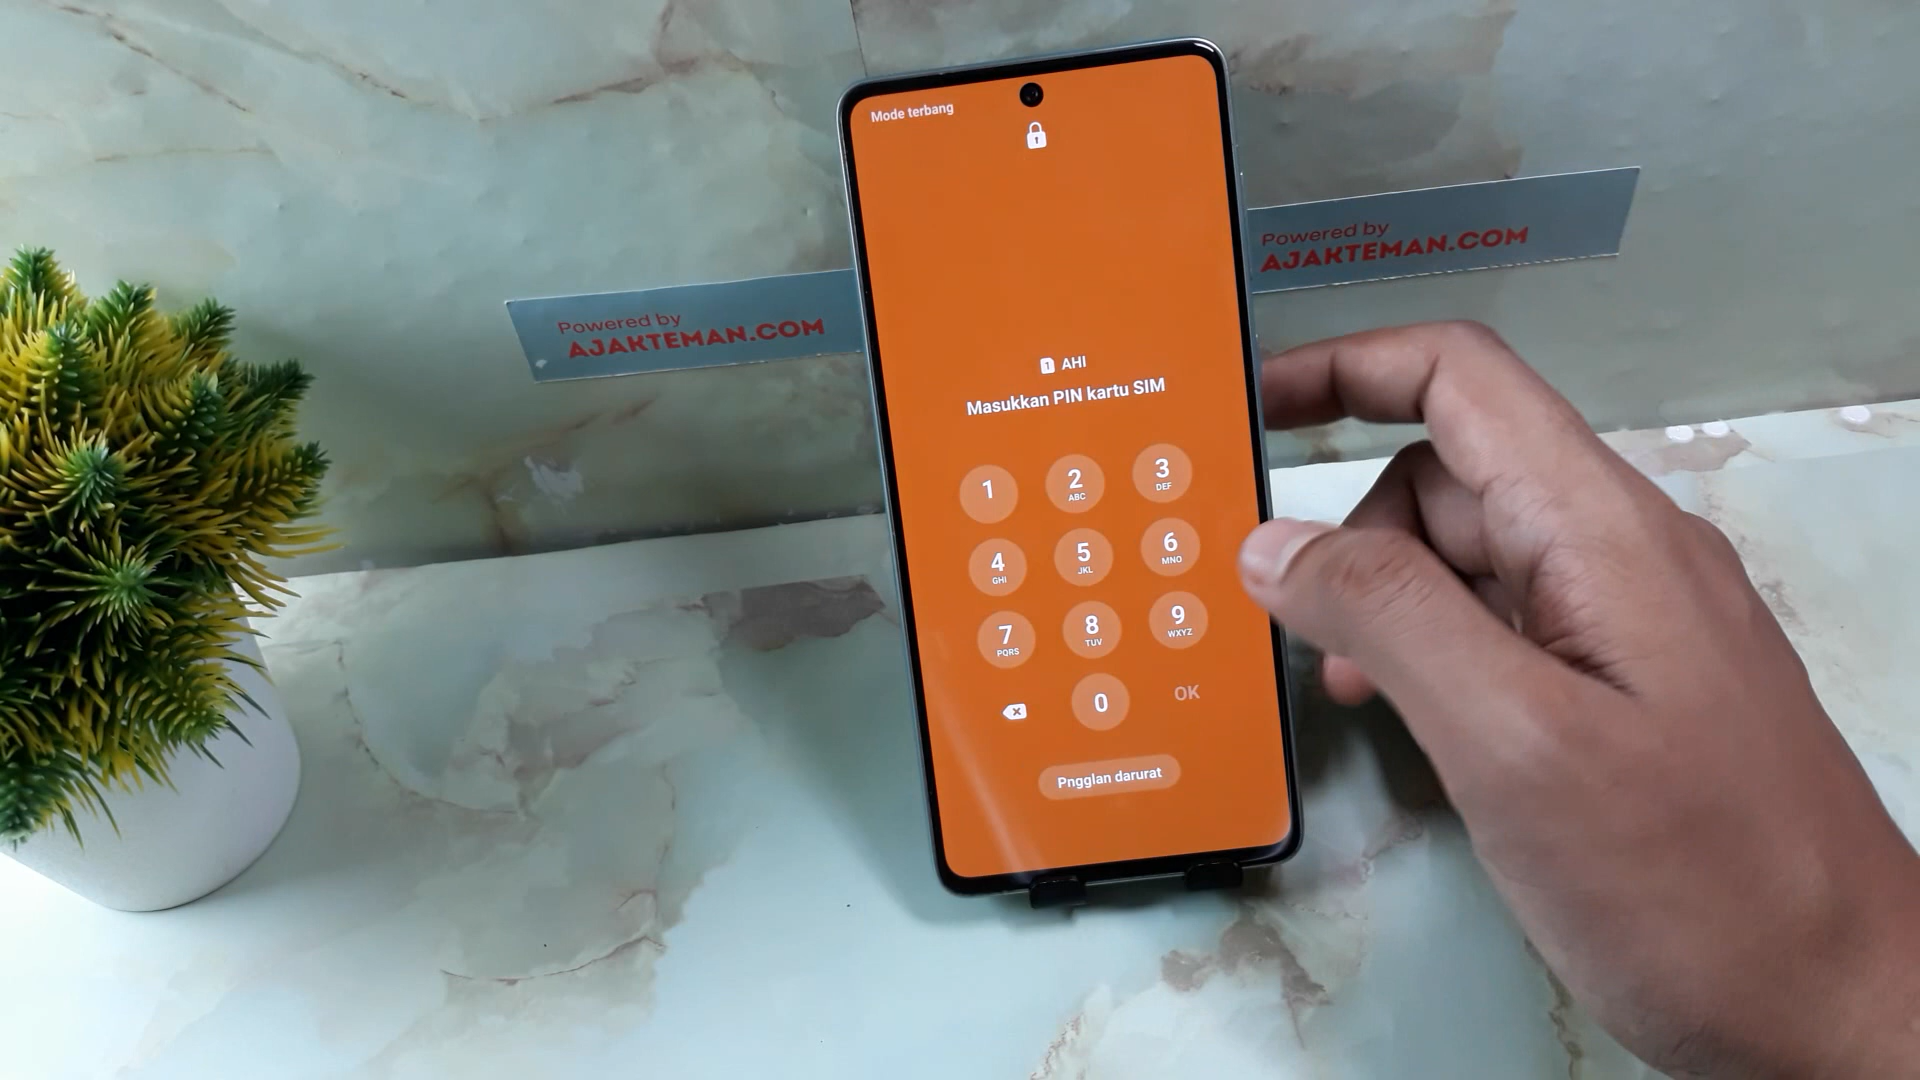 Mode terbang
Powered by
AJAKTEMAN.COM
Powered by
AJAKTEMAN.COM
1 AHI
Masukkan PIN kartu SIM
1
2
ABC
3
DEF
4
GHI
5
JKL
6
MNO
7
PQRS
8
TUV
9
WXYZ
0
OK
Pngglan darurat